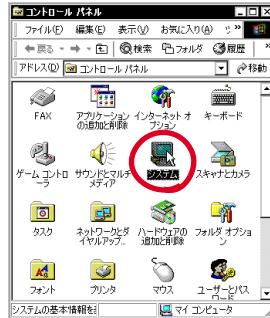 コントロール パネル
ファイル(F) 編集(E) 表示(V) お気に入り(A) ツ »
戻る 検索 フォルダ 履歴 »
アドレス(D) コントロール パネル 移動
FAX アプリケーション インターネット オ キーボード
の追加と削除 プション
ゲーム コントロ サウンドとマルチ システム スキャナとカメラ
ーラ メディア
タスク ネットワークとダ ハードウェアの フォルダ オプショ
イヤルアップ... 追加と削除 ン
フォント プリンタ マウス ユーザーとパス
ワード
システムの基本情報を マイ コンピュータ